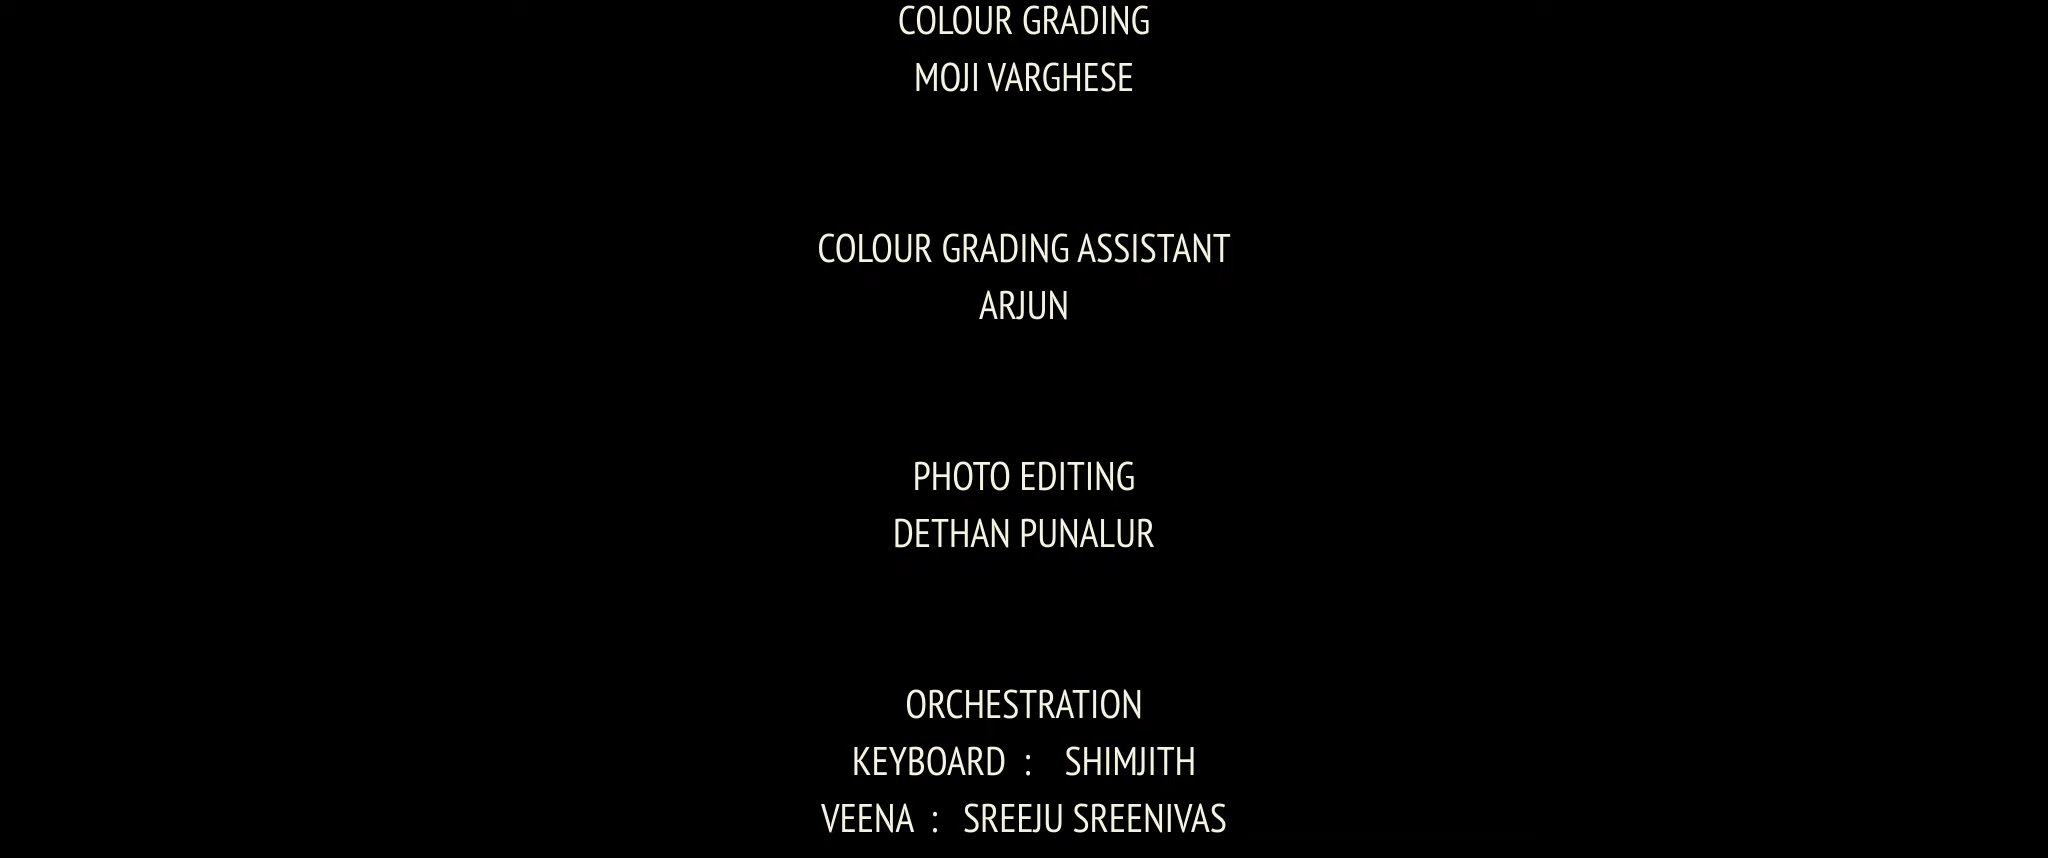 COLOUR GRADING
MOJI VARGHESE
COLOUR GRADING ASSISTANT
ARJUN
PHOTO EDITING
DETHAN PUNALUR
ORCHESTRATION
KEYBOARD : SHIMJITH
VEENA : SREEJU SREENIVAS